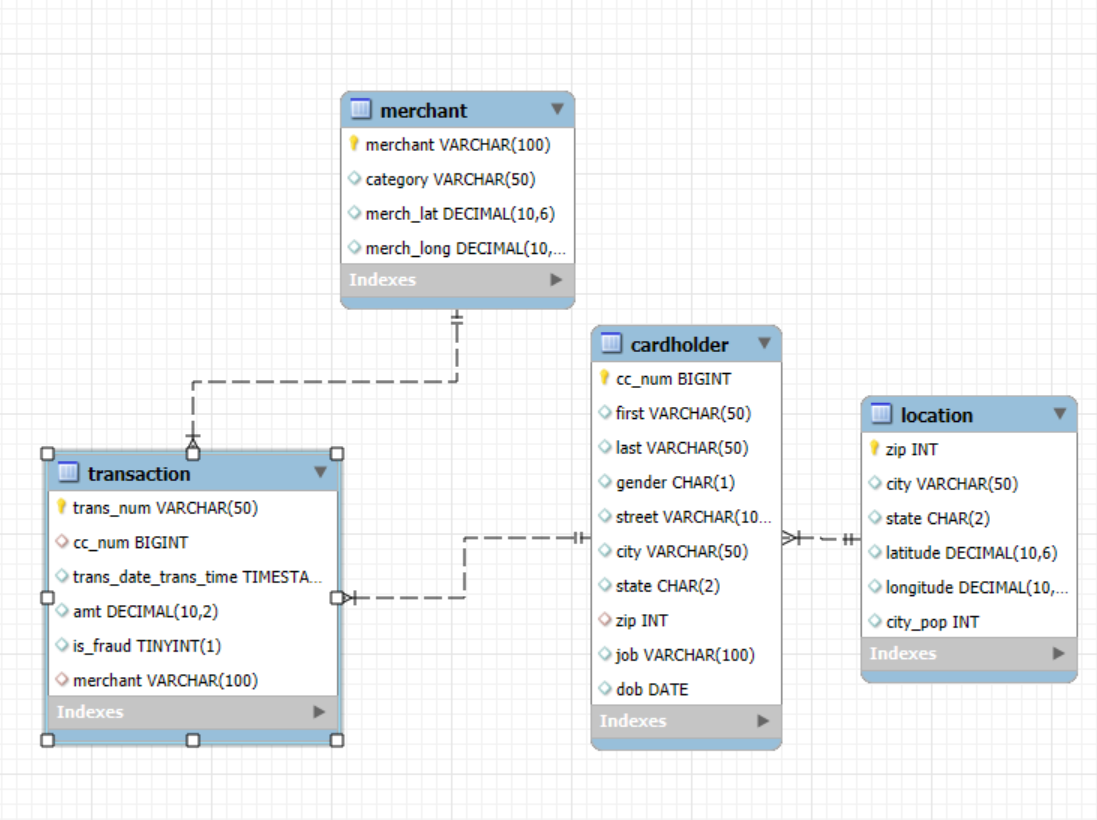 merchant
merchant VARCHAR(100)
category VARCHAR(50)
merch_lat DECIMAL(10,6)
merch_long DECIMAL(10,...
Indexes
cardholder
cc_num BIGINT
first VARCHAR(50)
last VARCHAR(50)
gender CHAR(1)
street VARCHAR(10...
city VARCHAR(50)
state CHAR(2)
zip INT
job VARCHAR(100)
dob DATE
Indexes
location
zip INT
city VARCHAR(50)
state CHAR(2)
latitude DECIMAL(10,6)
longitude DECIMAL(10,...
city_pop INT
Indexes
transaction
trans_num VARCHAR(50)
cc_num BIGINT
trans_date_trans_time TIMESTA...
amt DECIMAL(10,2)
is_fraud TINYINT(1)
merchant VARCHAR(100)
Indexes